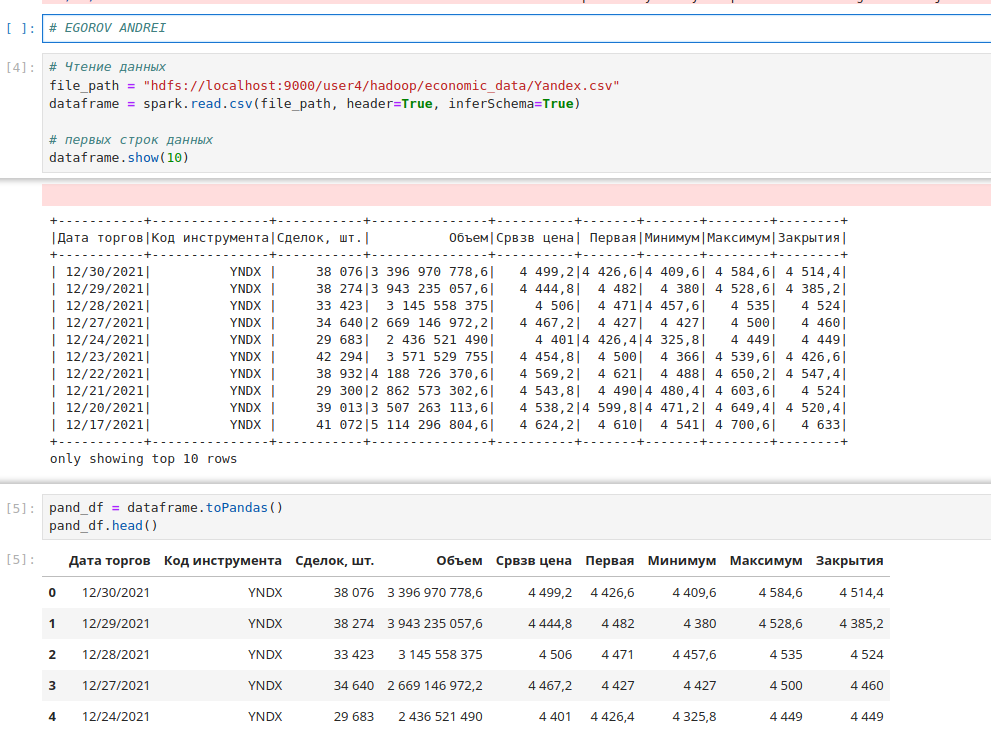 [ ]: # EGOROV ANDREI
[4]: # Чтение данных
file_path = "hdfs://localhost:9000/user4/hadoop/economic_data/Yandex.csv"
dataframe = spark.read.csv(file_path, header=True, inferSchema=True)
# первых строк данных
dataframe.show(10)
+-----------+---------------+-----------+---------------+----------+-------+-------+--------+--------+
|Дата торгов|Код инструмента|Сделок, шт.|          Объем|Срвзв цена| Первая|Минимум|Максимум|Закрытия|
+-----------+---------------+-----------+---------------+----------+-------+-------+--------+--------+
| 12/30/2021|          YNDX |     38 076|3 396 970 778,6|   4 499,2|4 426,6|4 409,6| 4 584,6| 4 514,4|
| 12/29/2021|          YNDX |     38 274|3 943 235 057,6|   4 444,8|  4 482|  4 380| 4 528,6| 4 385,2|
| 12/28/2021|          YNDX |     33 423|  3 145 558 375|     4 506|  4 471|4 457,6|   4 535|   4 524|
| 12/27/2021|          YNDX |     34 640|2 669 146 972,2|   4 467,2|  4 427|  4 427|   4 500|   4 460|
| 12/24/2021|          YNDX |     29 683|  2 436 521 490|     4 401|4 426,4|4 325,8|   4 449|   4 449|
| 12/23/2021|          YNDX |     42 294|  3 571 529 755|   4 454,8|  4 500|  4 366| 4 539,6| 4 426,6|
| 12/22/2021|          YNDX |     38 932|4 188 726 370,6|   4 569,2|  4 621|  4 488| 4 650,2| 4 547,4|
| 12/21/2021|          YNDX |     29 300|2 862 573 302,6|   4 543,8|  4 490|4 480,4| 4 603,6|   4 524|
| 12/20/2021|          YNDX |     39 013|3 507 263 113,6|   4 538,2|4 599,8|4 471,2| 4 649,4| 4 520,4|
| 12/17/2021|          YNDX |     41 072|5 114 296 804,6|   4 624,2|  4 610|  4 541| 4 700,6|   4 633|
+-----------+---------------+-----------+---------------+----------+-------+-------+--------+--------+
only showing top 10 rows
[5]: pand_df = dataframe.toPandas()
pand_df.head()
[5]: Дата торгов Код инструмента Сделок, шт. Объем Срвзв цена Первая Минимум Максимум Закрытия
0 12/30/2021 YNDX 38 076 3 396 970 778,6 4 499,2 4 426,6 4 409,6 4 584,6 4 514,4
1 12/29/2021 YNDX 38 274 3 943 235 057,6 4 444,8 4 482 4 380 4 528,6 4 385,2
2 12/28/2021 YNDX 33 423 3 145 558 375 4 506 4 471 4 457,6 4 535 4 524
3 12/27/2021 YNDX 34 640 2 669 146 972,2 4 467,2 4 427 4 427 4 500 4 460
4 12/24/2021 YNDX 29 683 2 436 521 490 4 401 4 426,4 4 325,8 4 449 4 449